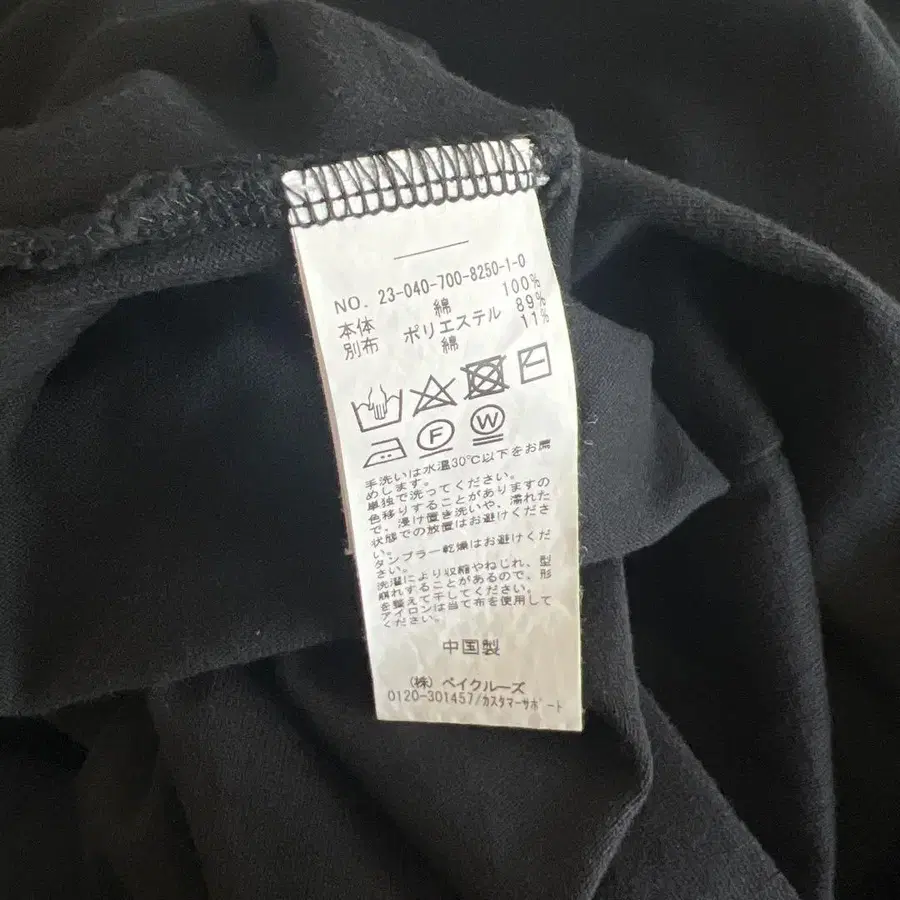 NO. 23-040-700-8250-1-0
本体 綿 100%
別布 ポリエステル 89%
綿 11%
F W
手洗いは水温30℃以下をお薦
めします。
単独で洗ってください。
色移りすることがありますの
で、浸け置き洗いや、濡れた
状態での放置はお避けくださ
い。
タンブラー乾燥はお避けくだ
さい。
洗濯により収縮やねじれ、型
崩れすることがあるので、形
を整えて干してください。
アイロンは当て布を使用して
ください。
中国製
(株) ベイクルーズ
0120-301457/カスタマーサポート